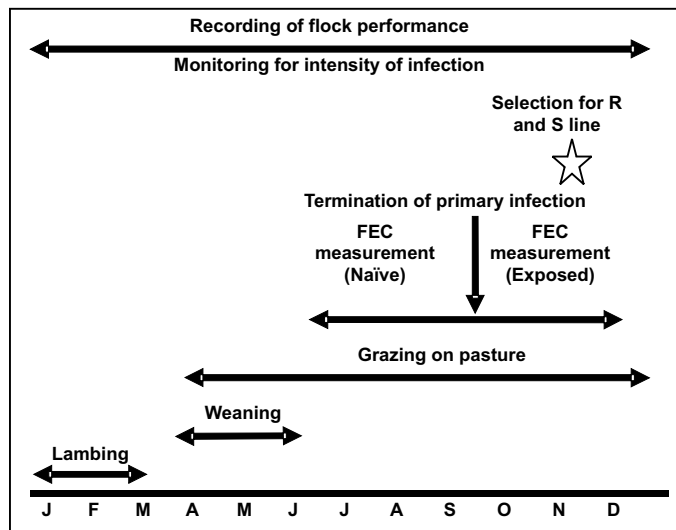 Recording of flock performance
Monitoring for intensity of infection
Selection for R
and S line
Termination of primary infection
FEC
measurement
(Naïve)
FEC
measurement
(Exposed)
Grazing on pasture
Weaning
Lambing
J F M A M J J A S O N D